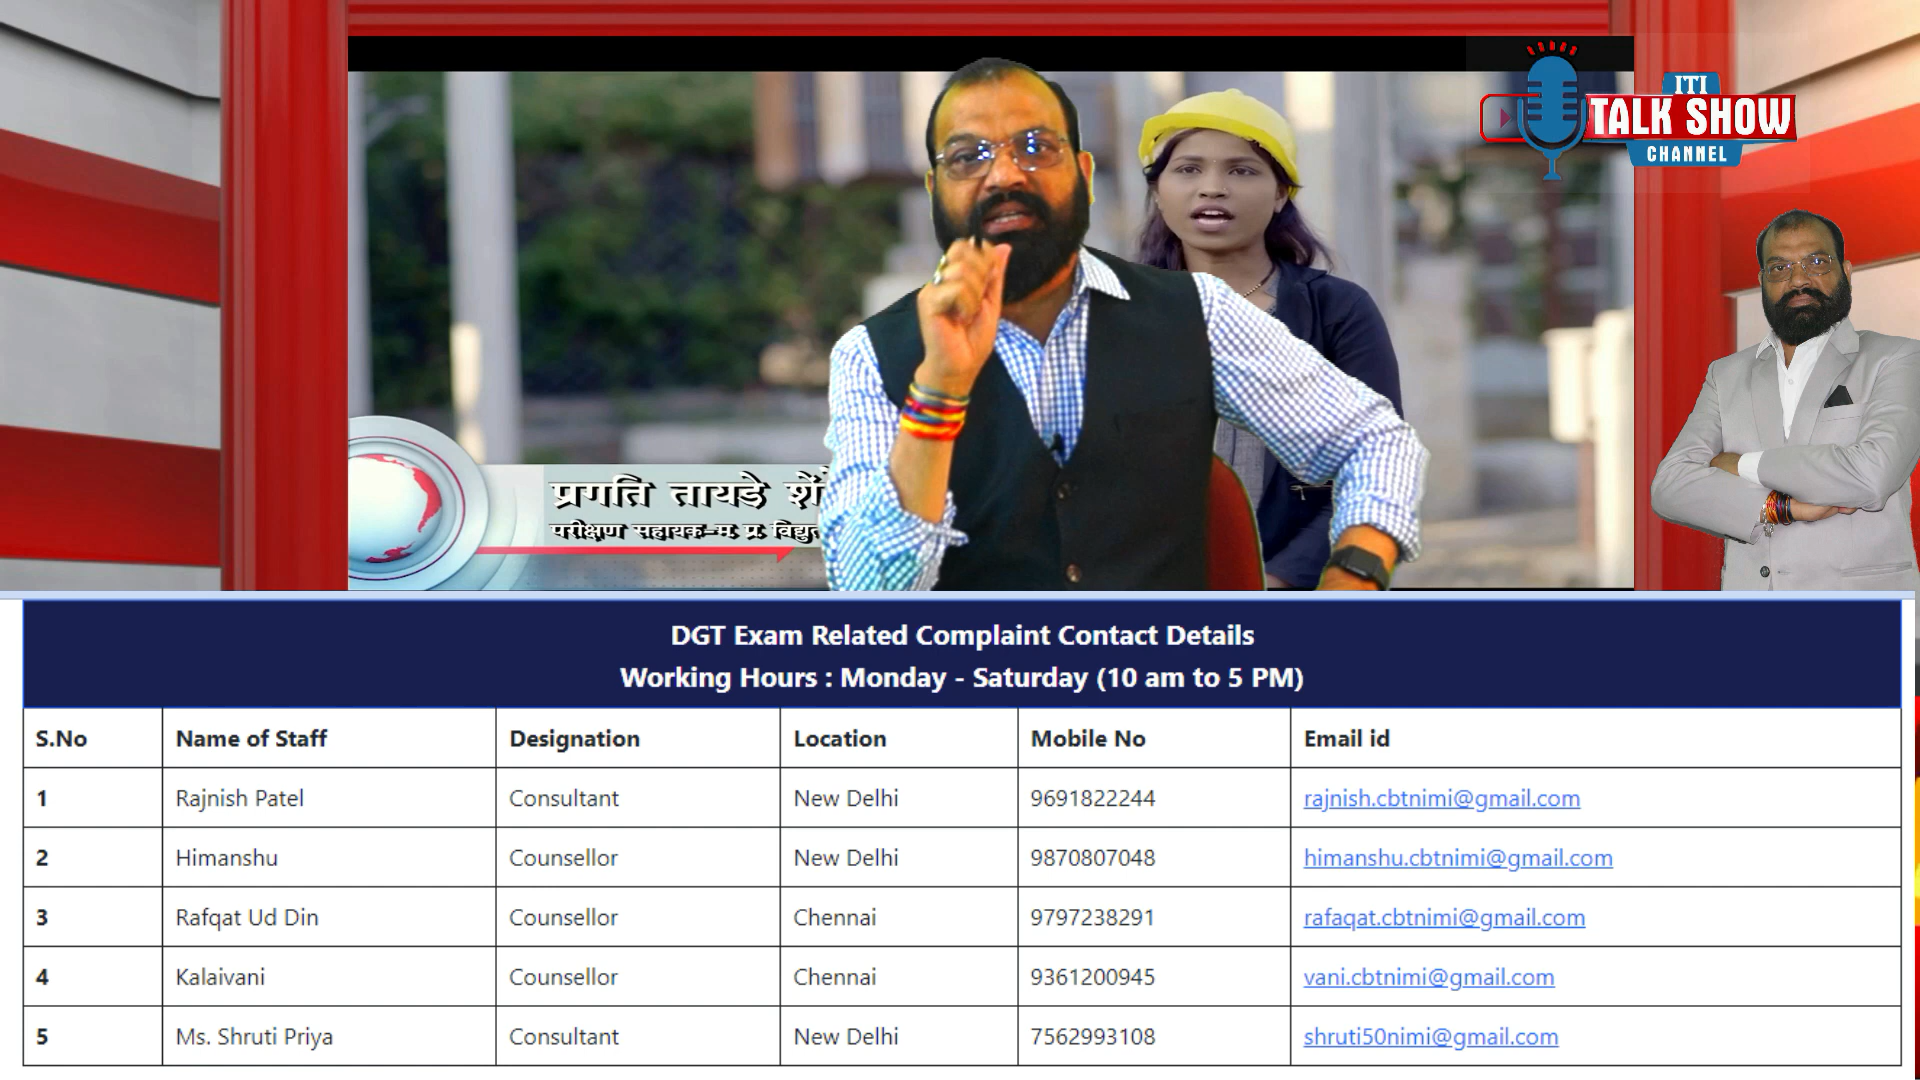 ITI
TALK SHOW
CHANNEL
प्रगति तायडे
परीक्षण सहायक-म. प्र.
DGT Exam Related Complaint Contact Details
Working Hours : Monday - Saturday (10 am to 5 PM)
S.No Name of Staff Designation Location Mobile No Email id
1 Rajnish Patel Consultant New Delhi 9691822244 rajnish.cbtnimi@gmail.com
2 Himanshu Counsellor New Delhi 9870807048 himanshu.cbtnimi@gmail.com
3 Rafqat Ud Din Counsellor Chennai 9797238291 rafaqat.cbtnimi@gmail.com
4 Kalaivani Counsellor Chennai 9361200945 vani.cbtnimi@gmail.com
5 Ms. Shruti Priya Consultant New Delhi 7562993108 shruti50nimi@gmail.com